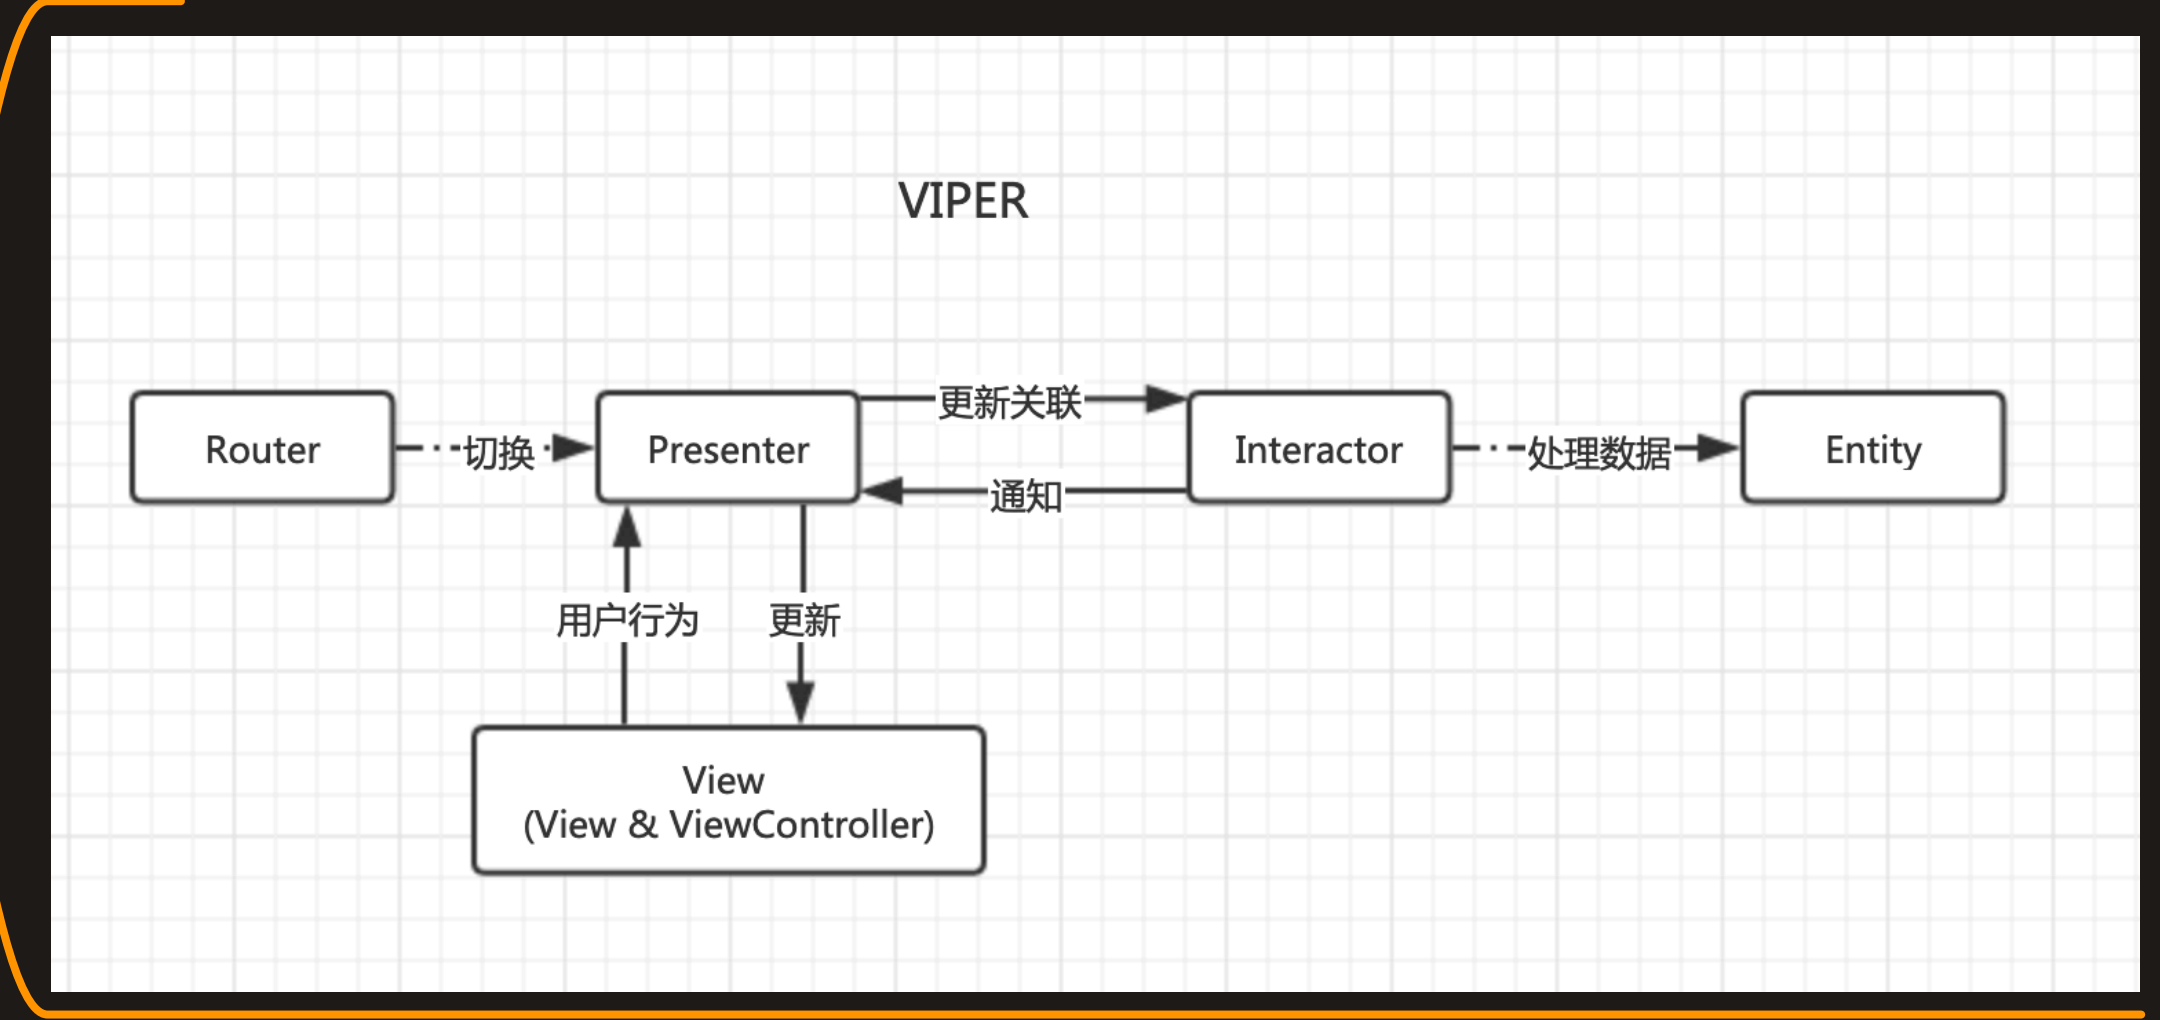 VIPER
Router
切换
Presenter
更新关联
通知
Interactor
处理数据
Entity
用户行为
更新
View
(View & ViewController)